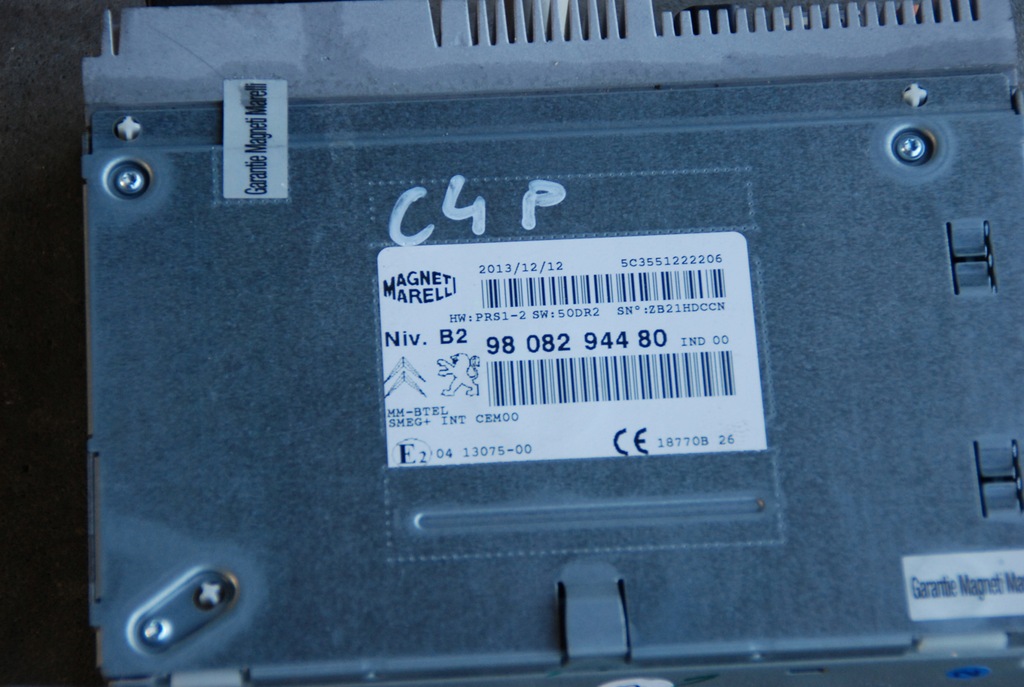 Garantie Magneti Marelli
C4 P
MAGNETI
MARELLI
2013/12/12 5C3551222206
HW:PRS1-2 SW:50DR2 SN°:ZB21HDCCN
Niv. B2 98 082 944 80 IND 00
MM-BTEL
SMEG+ INT CEM00
E2 04 13075-00 CE 18770B 26
Garantie Magneti Ma